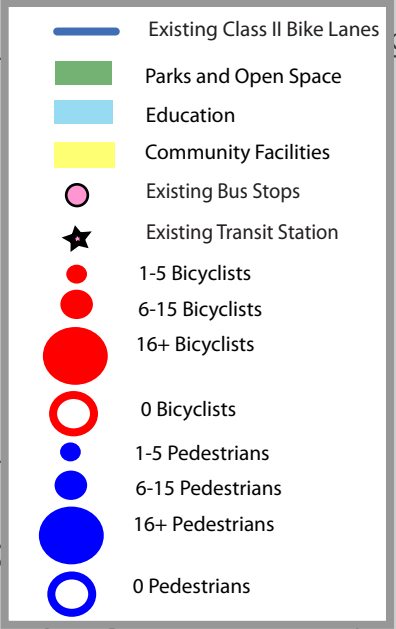 Existing Class II Bike Lanes
Parks and Open Space
Education
Community Facilities
Existing Bus Stops
Existing Transit Station
1-5 Bicyclists
6-15 Bicyclists
16+ Bicyclists
0 Bicyclists
1-5 Pedestrians
6-15 Pedestrians
16+ Pedestrians
0 Pedestrians